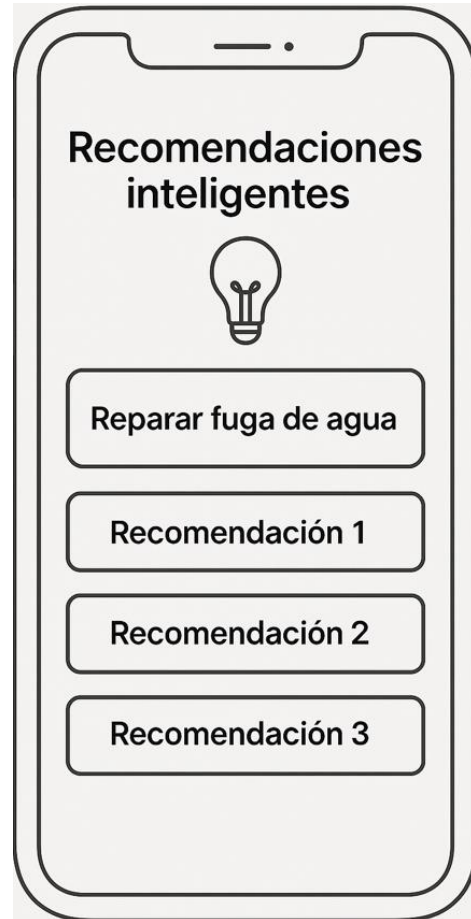 Recomendaciones
inteligentes
Reparar fuga de agua
Recomendación 1
Recomendación 2
Recomendación 3